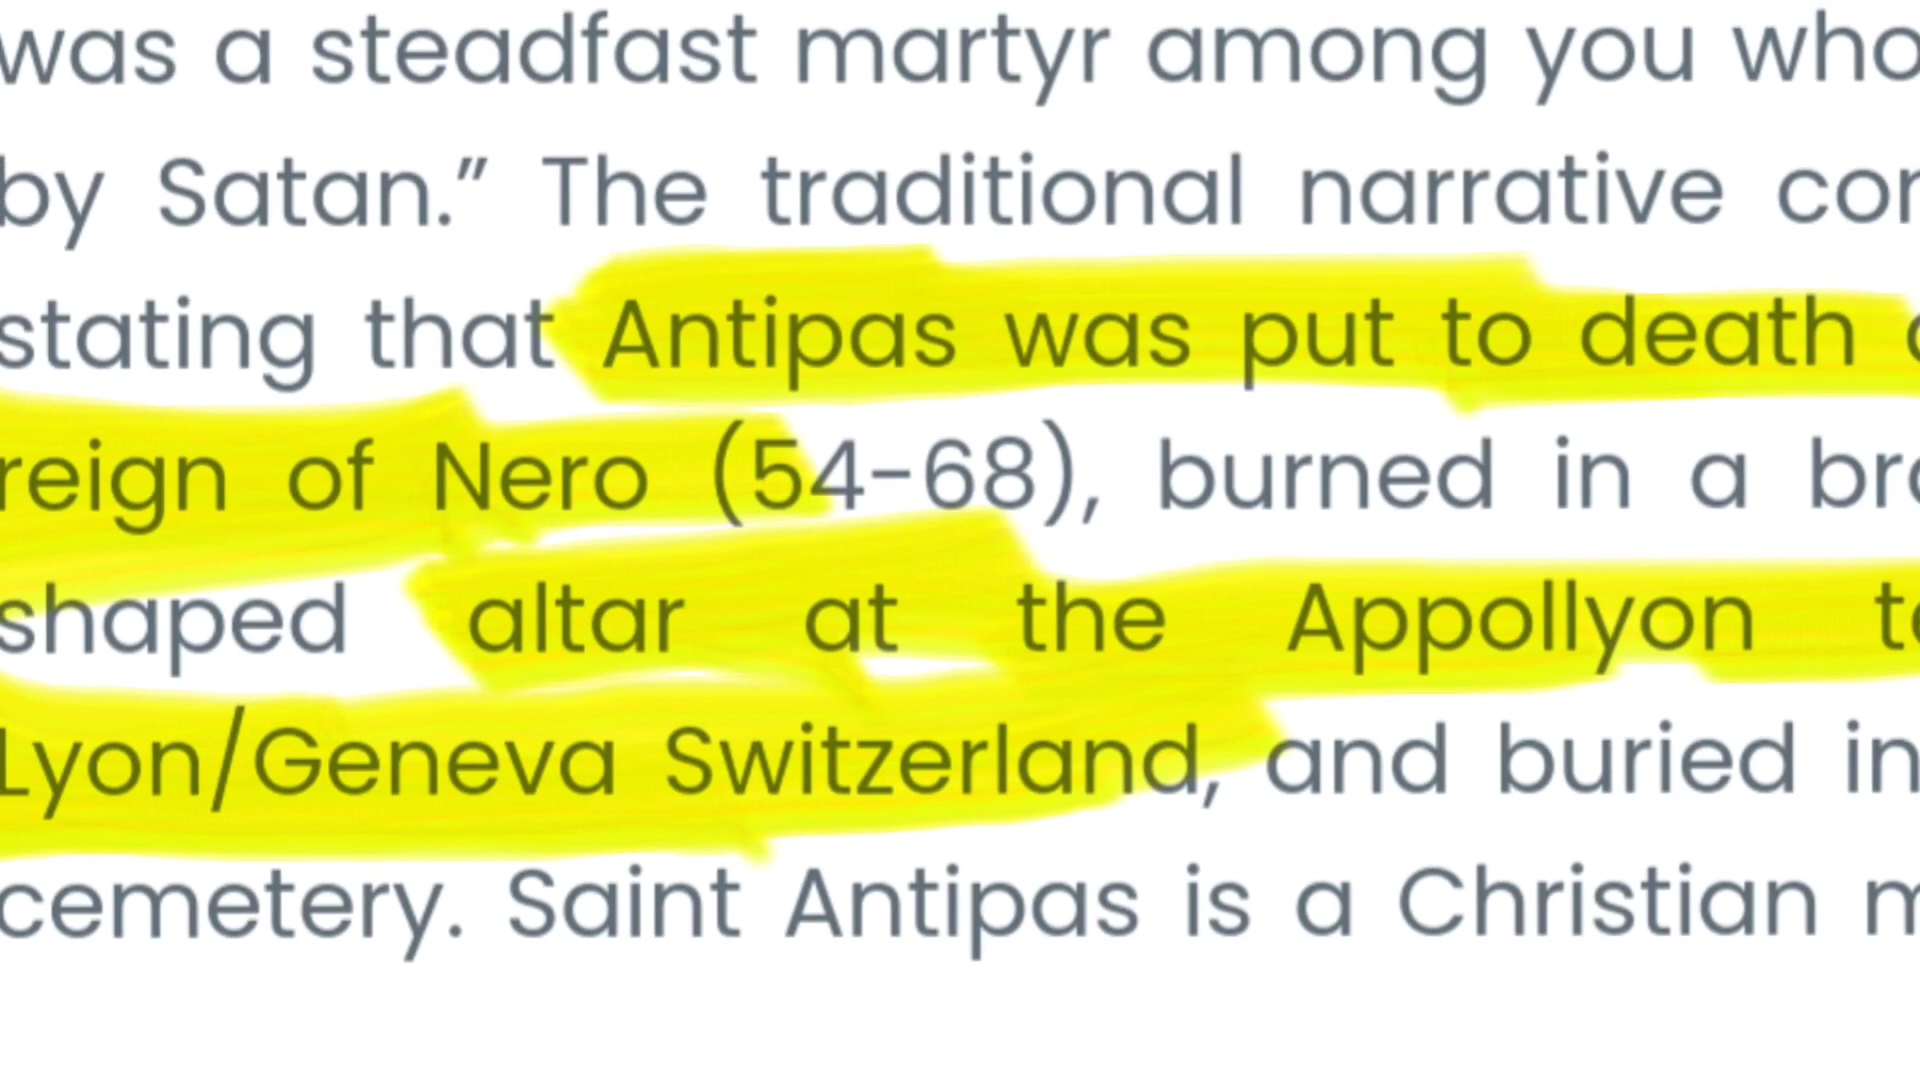 was a steadfast martyr among you who
by Satan.” The traditional narrative
stating that Antipas was put to death
reign of Nero (54-68), burned in a
shaped altar at the Appollyon
Lyon/Geneva Switzerland, and buried in
cemetery. Saint Antipas is a Christian